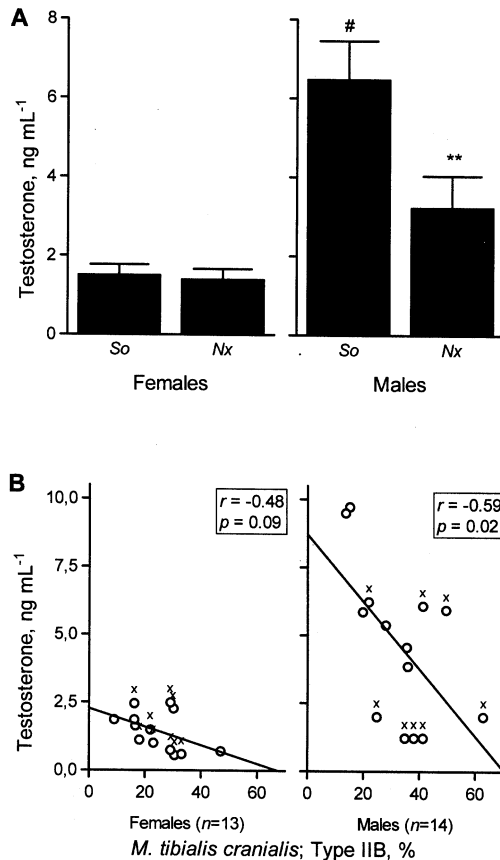 A
Testosterone, ng mL⁻¹
8
6
4
2
0
#
**
So Nx So Nx
Females Males
B
Testosterone, ng mL⁻¹
10,0
7,5
5,0
2,5
0,0
r = -0.48
p = 0.09
r = -0.59
p = 0.02
x x x x x x x x
x x x x x x x x
0 20 40 60 0 20 40 60
Females (n=13) Males (n=14)
M. tibialis cranialis; Type IIB, %